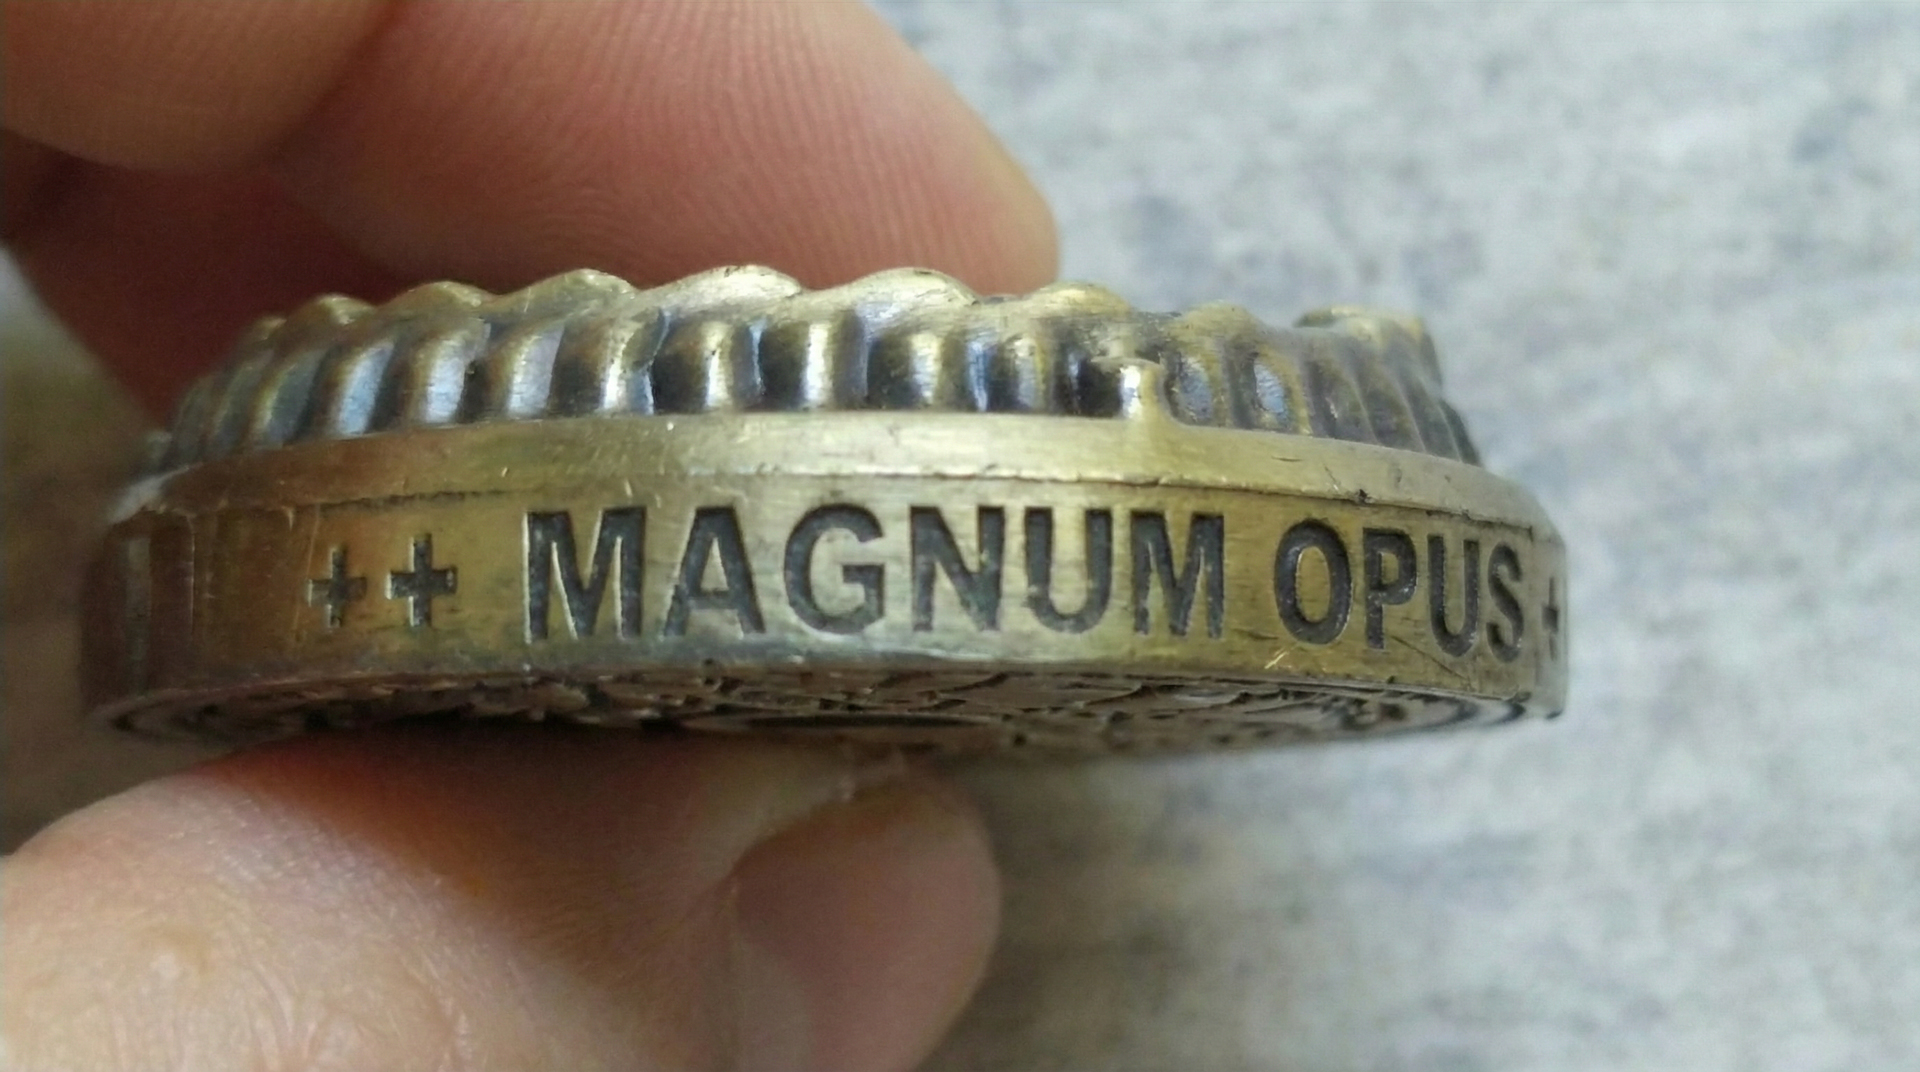 ++ MAGNUM OPUS +